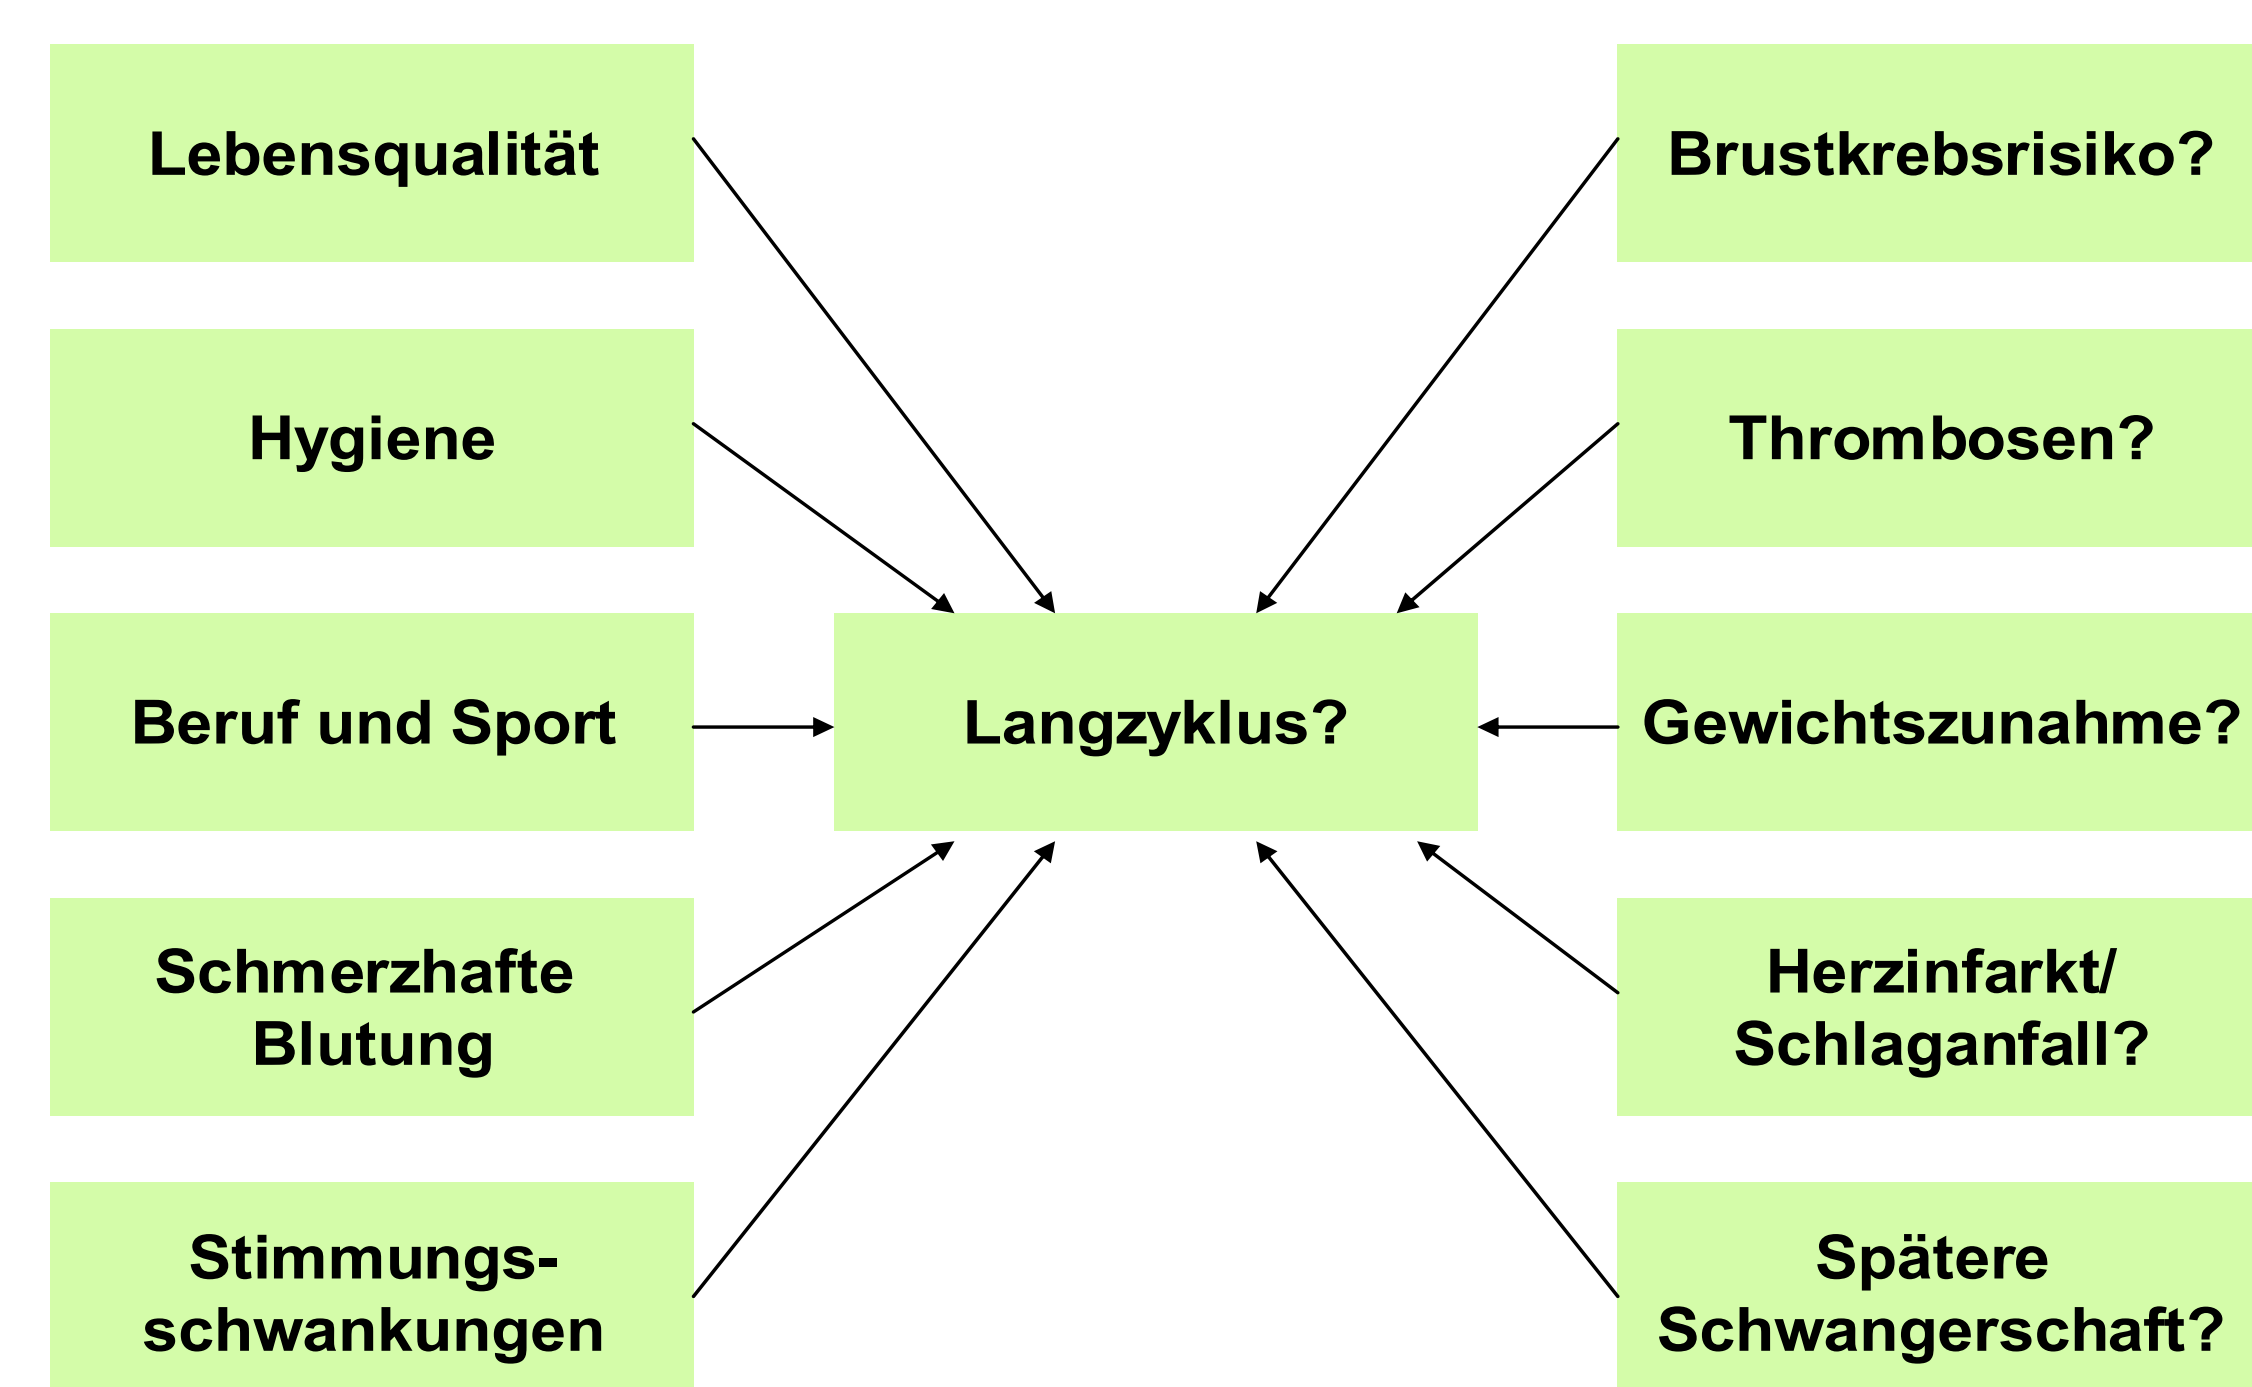 Lebensqualität
Brustkrebsrisiko?
Hygiene
Thrombosen?
Beruf und Sport
Langzyklus?
Gewichtszunahme?
Schmerzhafte
Blutung
Herzinfarkt/
Schlaganfall?
Stimmungs-
schwankungen
Spätere
Schwangerschaft?